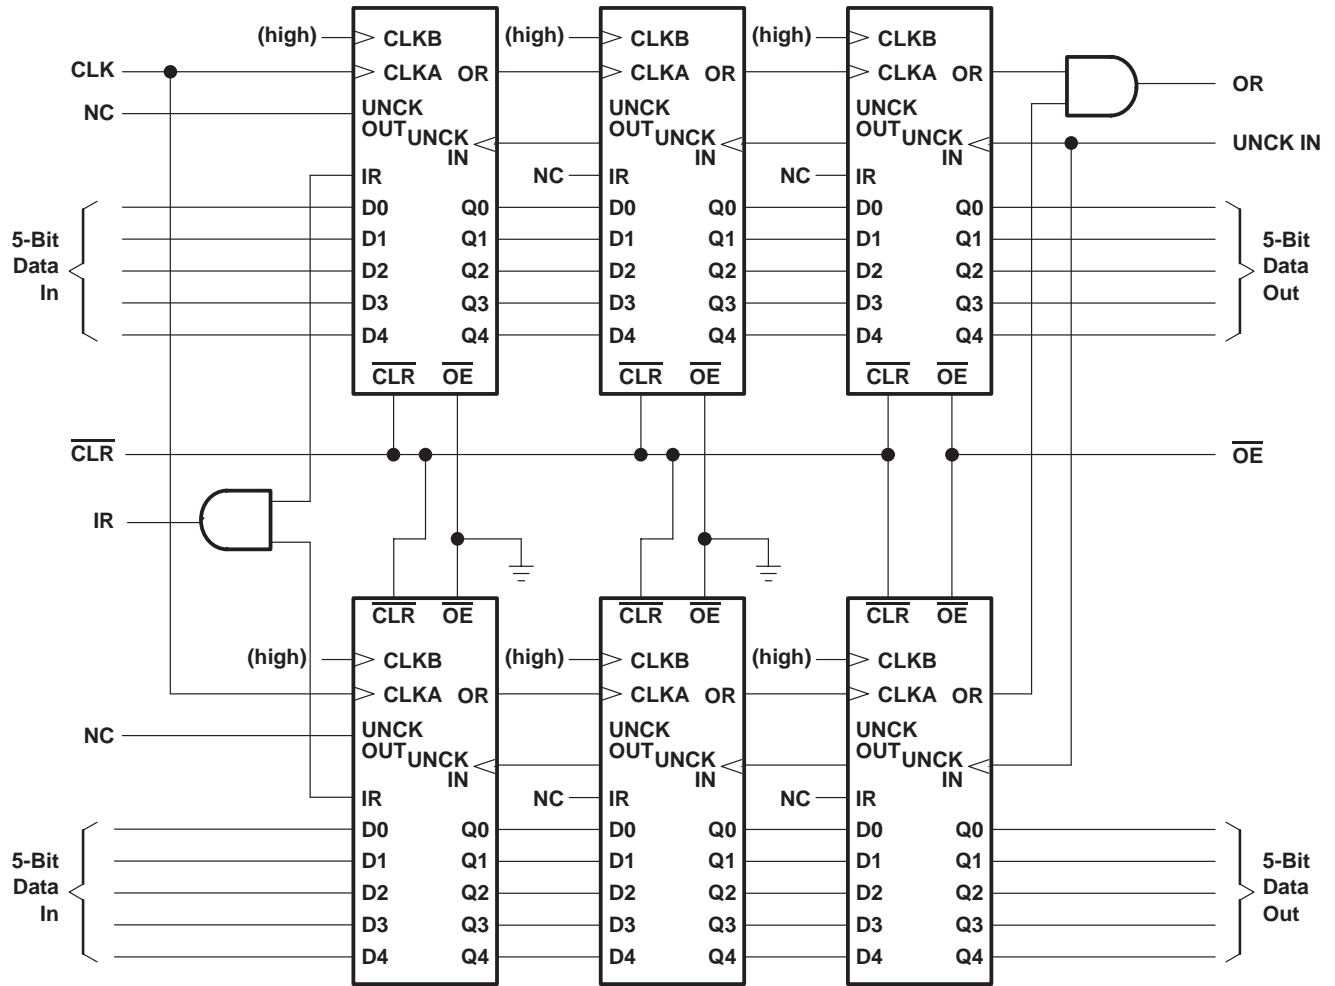 (high) CLKB (high) CLKB (high) CLKB
CLK CLKA OR CLKA OR CLKA OR OR
NC UNCK UNCK UNCK
OUT UNCK OUT UNCK OUT UNCK UNCK IN
IN IN IN
IR NC IR NC IR
D0 Q0 D0 Q0 D0 Q0
5-Bit D1 Q1 D1 Q1 D1 Q1 5-Bit
Data D2 Q2 D2 Q2 D2 Q2 Data
In D3 Q3 D3 Q3 D3 Q3 Out
D4 Q4 D4 Q4 D4 Q4
CLR OE CLR OE CLR OE
CLR OE
IR
CLR OE CLR OE CLR OE
(high) CLKB (high) CLKB (high) CLKB
CLKA OR CLKA OR CLKA OR
NC UNCK UNCK UNCK
OUT UNCK OUT UNCK OUT UNCK
IN IN IN
IR NC IR NC IR
D0 Q0 D0 Q0 D0 Q0
5-Bit D1 Q1 D1 Q1 D1 Q1 5-Bit
Data D2 Q2 D2 Q2 D2 Q2 Data
In D3 Q3 D3 Q3 D3 Q3 Out
D4 Q4 D4 Q4 D4 Q4